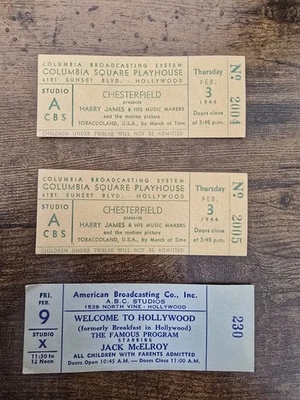 COLUMBIA BROADCASTING SYSTEM
COLUMBIA SQUARE PLAYHOUSE
6121 SUNSET BLVD. - HOLLYWOOD
STUDIO
A
CBS
CHESTERFIELD
presents
HARRY JAMES & HIS MUSIC MAKERS
and the motion picture
TOBACCOLAND, U.S.A. by March of Time
CHILDREN UNDER TWELVE WILL NOT BE ADMITTED
Thursday
FEB.
3
1944
Doors close
at 3:45 p.m.
No 2014
COLUMBIA BROADCASTING SYSTEM
COLUMBIA SQUARE PLAYHOUSE
6121 SUNSET BLVD. - HOLLYWOOD
STUDIO
A
CBS
CHESTERFIELD
presents
HARRY JAMES & HIS MUSIC MAKERS
and the motion picture
TOBACCOLAND, U.S.A. by March of Time
CHILDREN UNDER TWELVE WILL NOT BE ADMITTED
Thursday
FEB.
3
1944
Doors close
at 3:45 p.m.
No 2015
FRI.
FEB.
9
STUDIO
X
11:30 to
12 Noon
American Broadcasting Co., Inc.
A.B.C. STUDIOS
1539 NORTH VINE - HOLLYWOOD
WELCOME TO HOLLYWOOD
(formerly Breakfast in Hollywood)
THE FAMOUS PROGRAM
STARRING
JACK McELROY
ALL CHILDREN WITH PARENTS ADMITTED
Doors Open 10:45 A.M. — Doors Close 11:00 A.M.
230